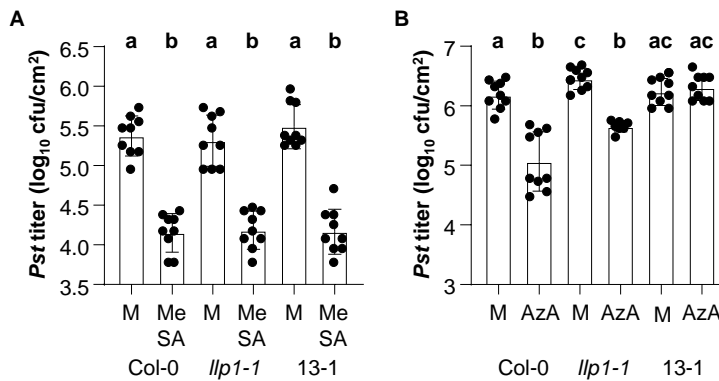 A
Pst titer (log10 cfu/cm2)
6.5
6.0
5.5
5.0
4.5
4.0
3.5
a b a b a b
M Me SA M Me SA M Me SA
Col-0 llp1-1 13-1
B
Pst titer (log10 cfu/cm2)
7
6
5
4
3
a b c b ac ac
M AzA M AzA M AzA
Col-0 llp1-1 13-1